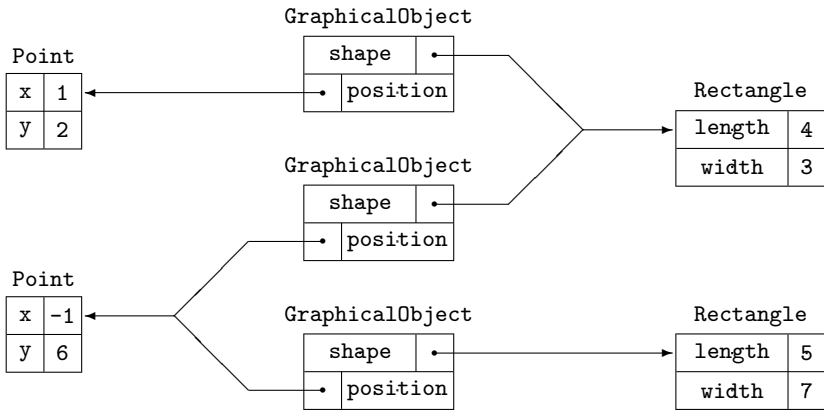 GraphicalObject
shape
position
Point
x 1
y 2
Rectangle
length 4
width 3
GraphicalObject
shape
position
Point
x -1
y 6
GraphicalObject
shape
position
Rectangle
length 5
width 7